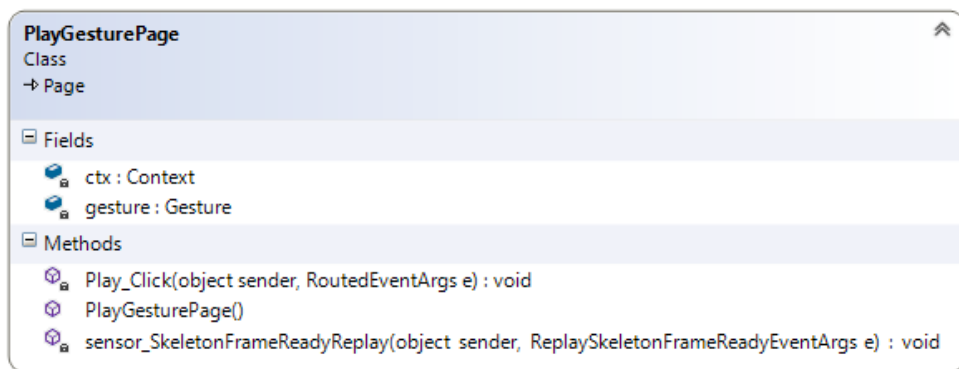 PlayGesturePage
Class
Page
Fields
ctx : Context
gesture : Gesture
Methods
Play_Click(object sender, RoutedEventArgs e) : void
PlayGesturePage()
sensor_SkeletonFrameReadyReplay(object sender, ReplaySkeletonFrameReadyEventArgs e) : void